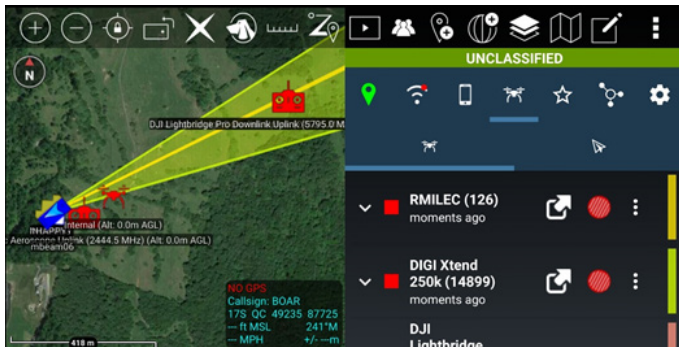 UNCLASSIFIED
N
DJI Lightbridge Pro Downlink Uplink (5795.0 M
Internal (Alt: 0.0m AGL)
Uplink (2444.5 MHz) (Alt: 0.0m AGL)
mbeam06
418 m
NO GPS
Callsign: BOAR
17S QC 49235 87725
--- ft MSL 241°M
--- MPH +/- ---m
RMILEC (126)
moments ago
DIGI Xtend
250k (14899)
moments ago
DJI
Lightbridge